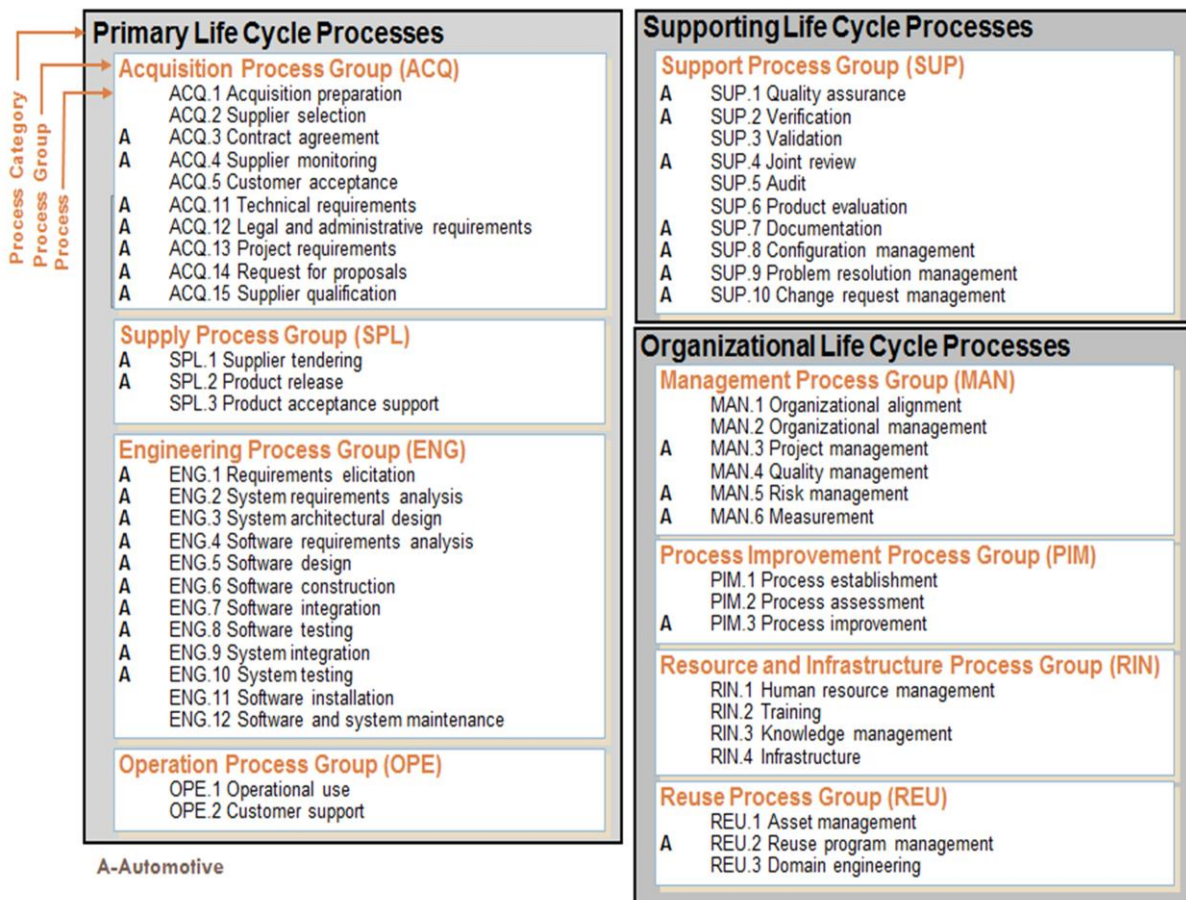 Process Category
Process Group
Process
Primary Life Cycle Processes
Acquisition Process Group (ACQ)
ACQ.1 Acquisition preparation
ACQ.2 Supplier selection
A ACQ.3 Contract agreement
A ACQ.4 Supplier monitoring
ACQ.5 Customer acceptance
A ACQ.11 Technical requirements
A ACQ.12 Legal and administrative requirements
A ACQ.13 Project requirements
A ACQ.14 Request for proposals
A ACQ.15 Supplier qualification
Supply Process Group (SPL)
A SPL.1 Supplier tendering
A SPL.2 Product release
SPL.3 Product acceptance support
Engineering Process Group (ENG)
A ENG.1 Requirements elicitation
A ENG.2 System requirements analysis
A ENG.3 System architectural design
A ENG.4 Software requirements analysis
A ENG.5 Software design
A ENG.6 Software construction
A ENG.7 Software integration
A ENG.8 Software testing
A ENG.9 System integration
A ENG.10 System testing
ENG.11 Software installation
ENG.12 Software and system maintenance
Operation Process Group (OPE)
OPE.1 Operational use
OPE.2 Customer support
A-Automotive
Supporting Life Cycle Processes
Support Process Group (SUP)
A SUP.1 Quality assurance
A SUP.2 Verification
SUP.3 Validation
A SUP.4 Joint review
SUP.5 Audit
SUP.6 Product evaluation
A SUP.7 Documentation
A SUP.8 Configuration management
A SUP.9 Problem resolution management
A SUP.10 Change request management
Organizational Life Cycle Processes
Management Process Group (MAN)
MAN.1 Organizational alignment
MAN.2 Organizational management
A MAN.3 Project management
MAN.4 Quality management
A MAN.5 Risk management
A MAN.6 Measurement
Process Improvement Process Group (PIM)
PIM.1 Process establishment
PIM.2 Process assessment
A PIM.3 Process improvement
Resource and Infrastructure Process Group (RIN)
RIN.1 Human resource management
RIN.2 Training
RIN.3 Knowledge management
RIN.4 Infrastructure
Reuse Process Group (REU)
REU.1 Asset management
A REU.2 Reuse program management
REU.3 Domain engineering